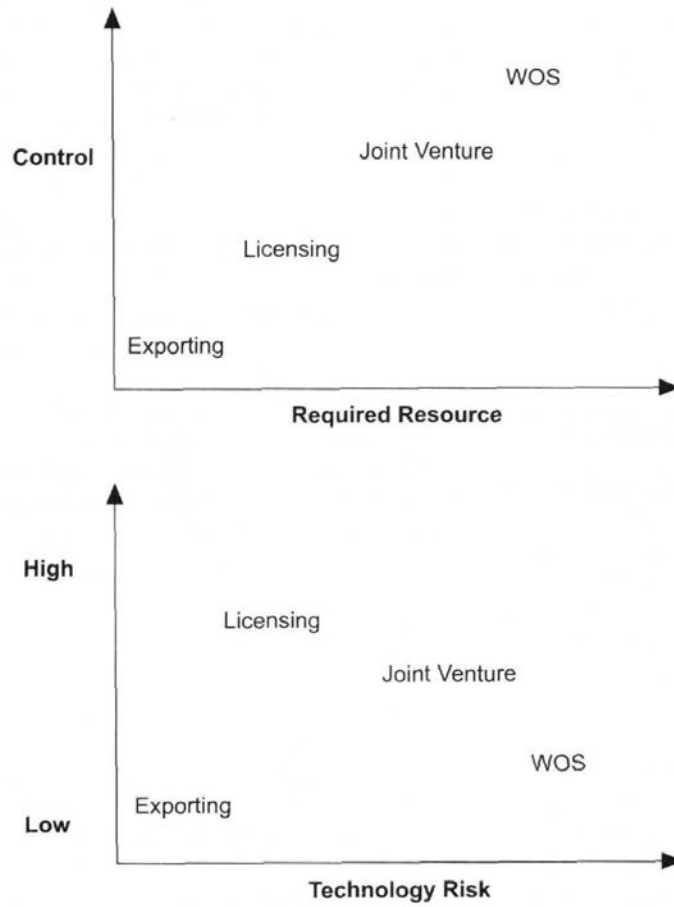 WOS
Joint Venture
Control
Licensing
Exporting
Required Resource
High
Licensing
Joint Venture
WOS
Exporting
Low
Technology Risk